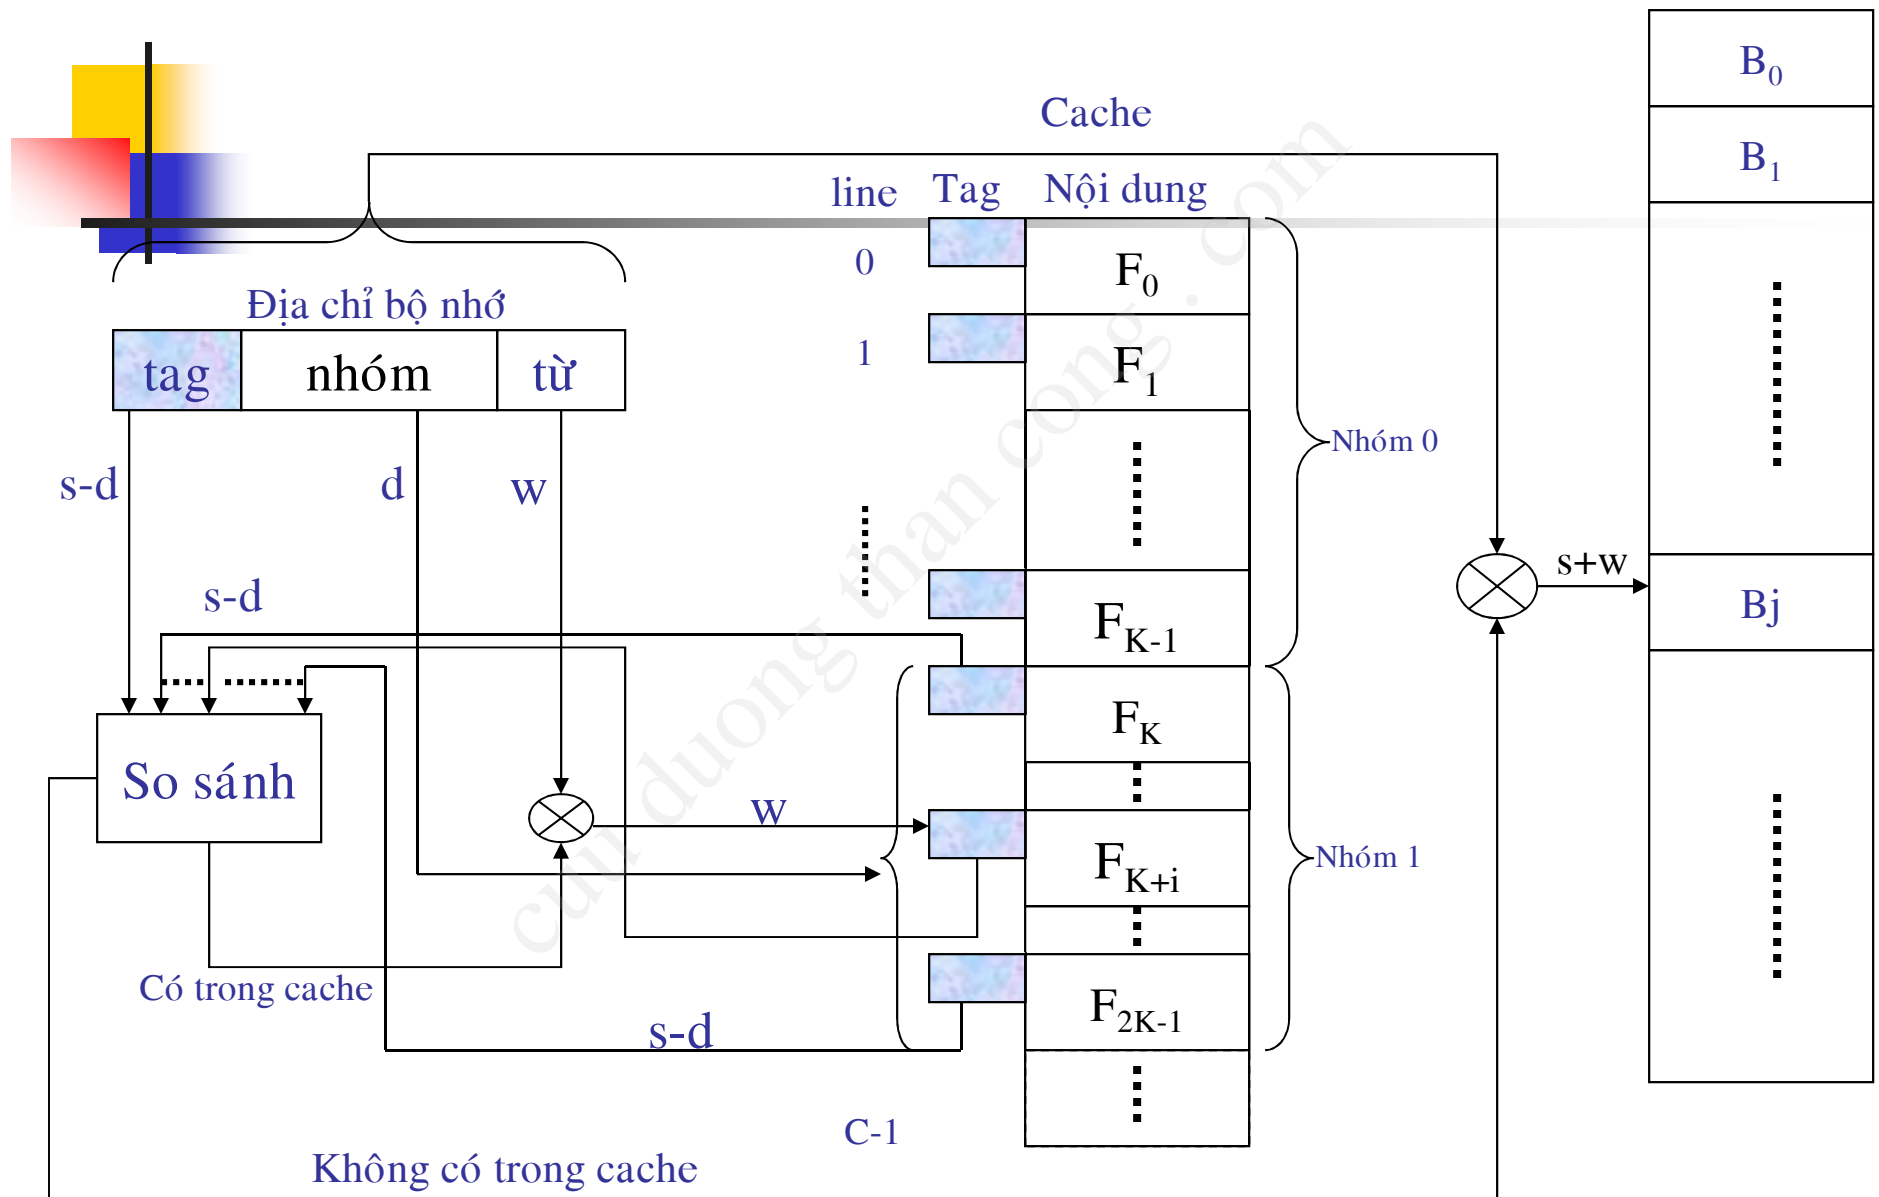 B0
Cache
B1
line Tag Nội dung
0
F0
Địa chỉ bộ nhớ
1
F1
tag nhóm từ
Nhóm 0
s-d d w
s+w
s-d
FK-1
Bj
FK
So sánh
w
FK+i
Nhóm 1
Có trong cache
F2K-1
s-d
C-1
Không có trong cache
cuu duong than cong . com